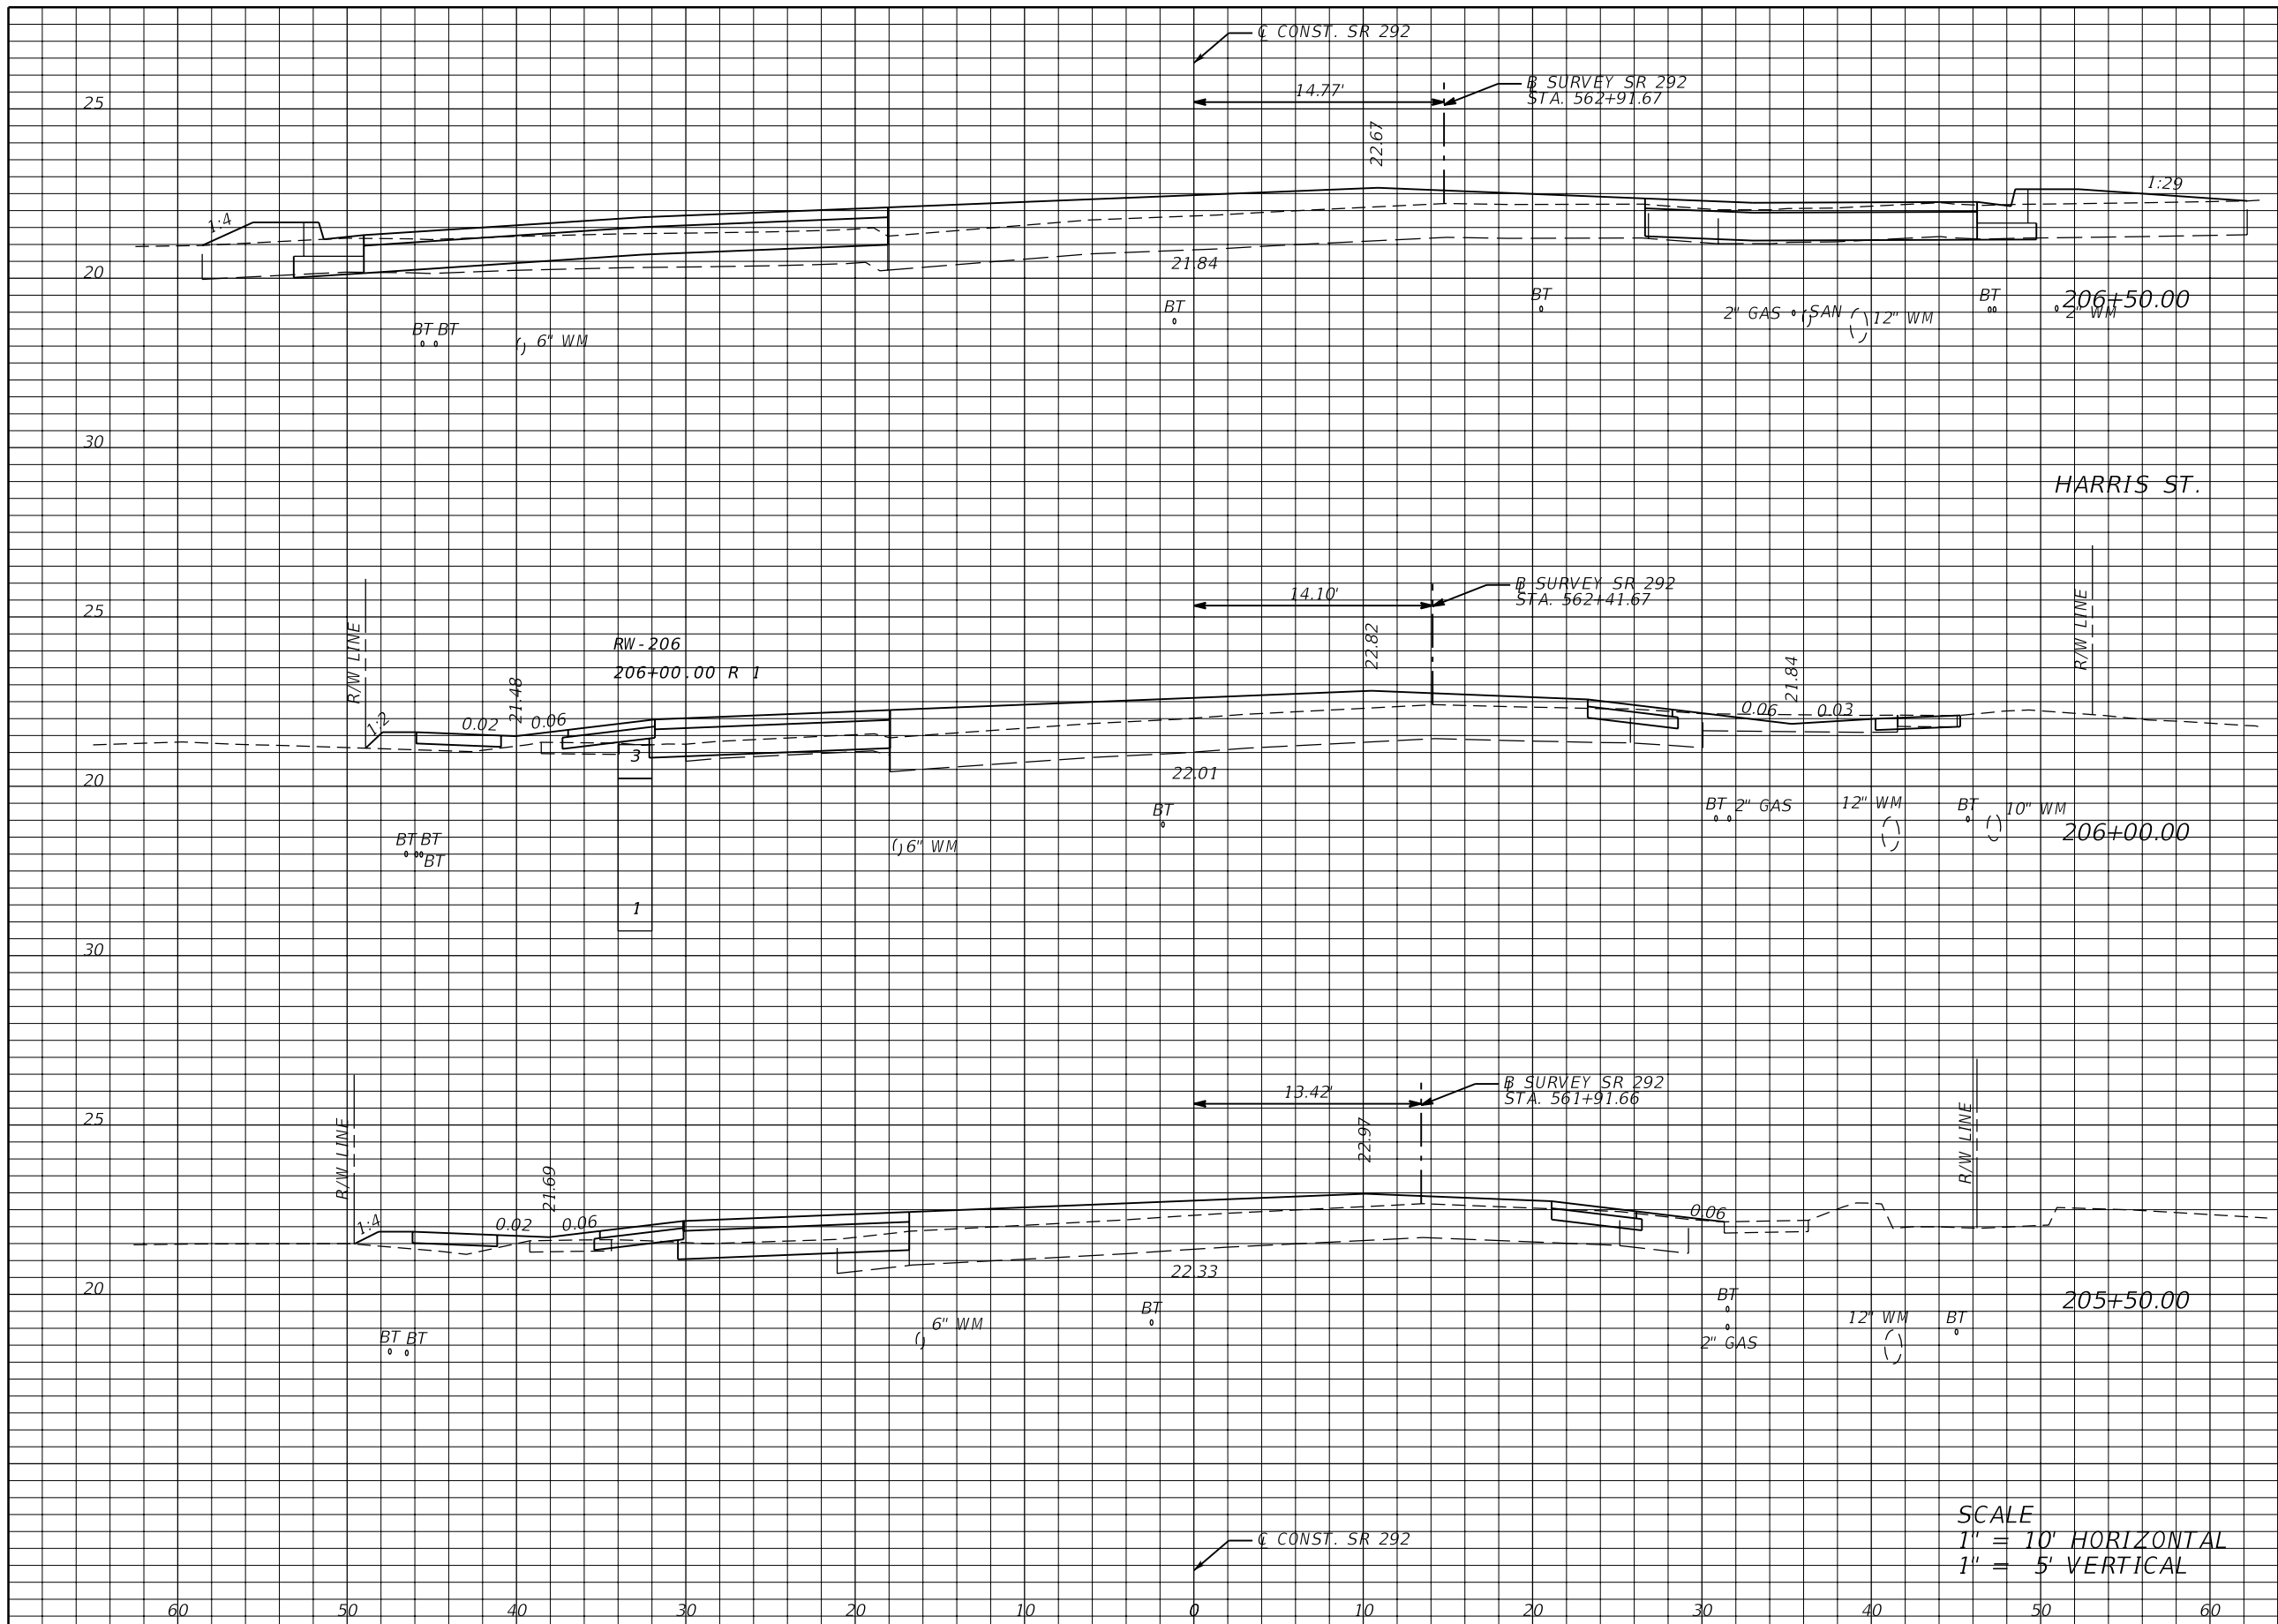 ℄ CONST. SR 292
14.77'
B SURVEY SR 292
STA. 562+91.67
25
22.67
1:4
1:29
20
21.84
BT
BT
BT
206+50.00
2" GAS
SAN
12" WM
2" WM
BT BT
6" WM
30
HARRIS ST.
14.10'
B SURVEY SR 292
STA. 562+41.67
25
R/W LINE
R/W LINE
RW-206
206+00.00 R 1
22.82
21.84
21.48
1:2
0.02
0.06
0.06
0.03
3
20
22.01
BT
BT
2" GAS
12" WM
BT
10" WM
206+00.00
BT BT
BT
6" WM
1
30
13.42'
B SURVEY SR 292
STA. 561+91.66
25
R/W LINE
R/W LINE
22.97
21.69
1:4
0.02
0.06
0.06
20
22.33
BT
BT
205+50.00
6" WM
12" WM
BT
BT BT
2" GAS
SCALE
1" = 10' HORIZONTAL
1" = 5' VERTICAL
℄ CONST. SR 292
60 50 40 30 20 10 0 10 20 30 40 50 60